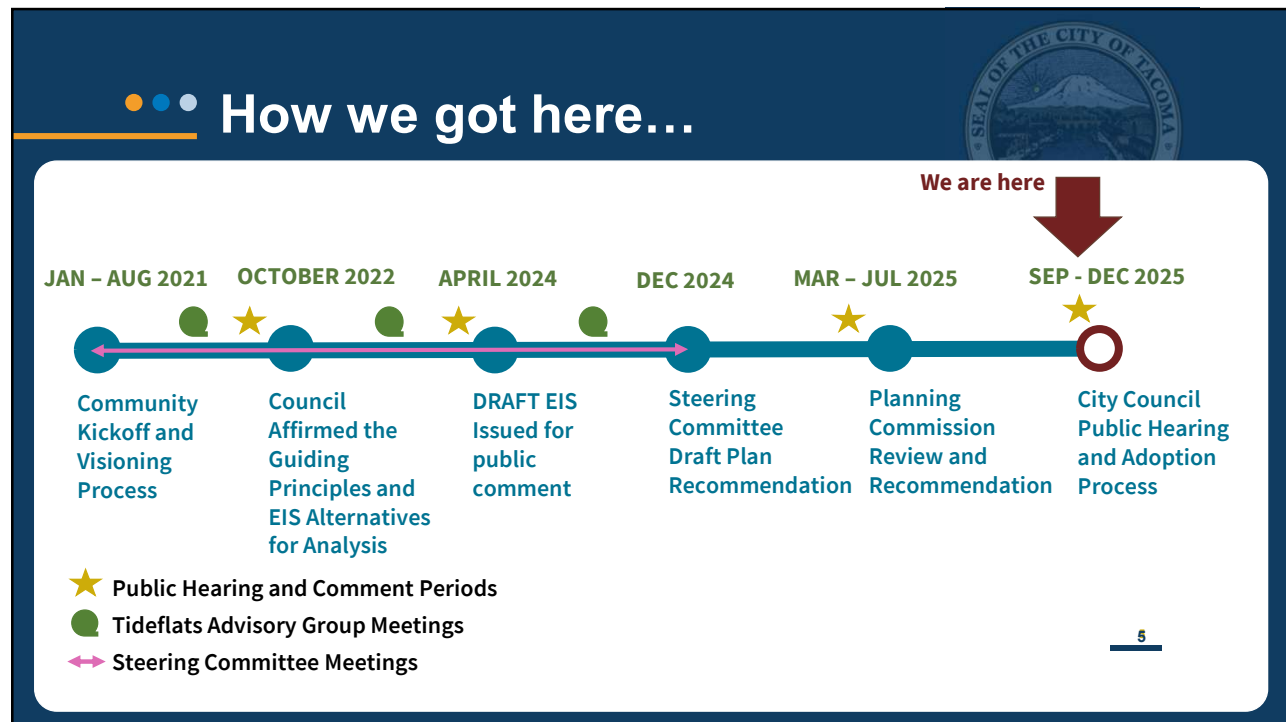 SEAL OF THE CITY OF TACOMA
How we got here…
We are here
JAN – AUG 2021
OCTOBER 2022
APRIL 2024
DEC 2024
MAR – JUL 2025
SEP - DEC 2025
Community
Kickoff and
Visioning
Process
Council
Affirmed the
Guiding
Principles and
EIS Alternatives
for Analysis
DRAFT EIS
Issued for
public
comment
Steering
Committee
Draft Plan
Recommendation
Planning
Commission
Review and
Recommendation
City Council
Public Hearing
and Adoption
Process
Public Hearing and Comment Periods
Tideflats Advisory Group Meetings
Steering Committee Meetings
5